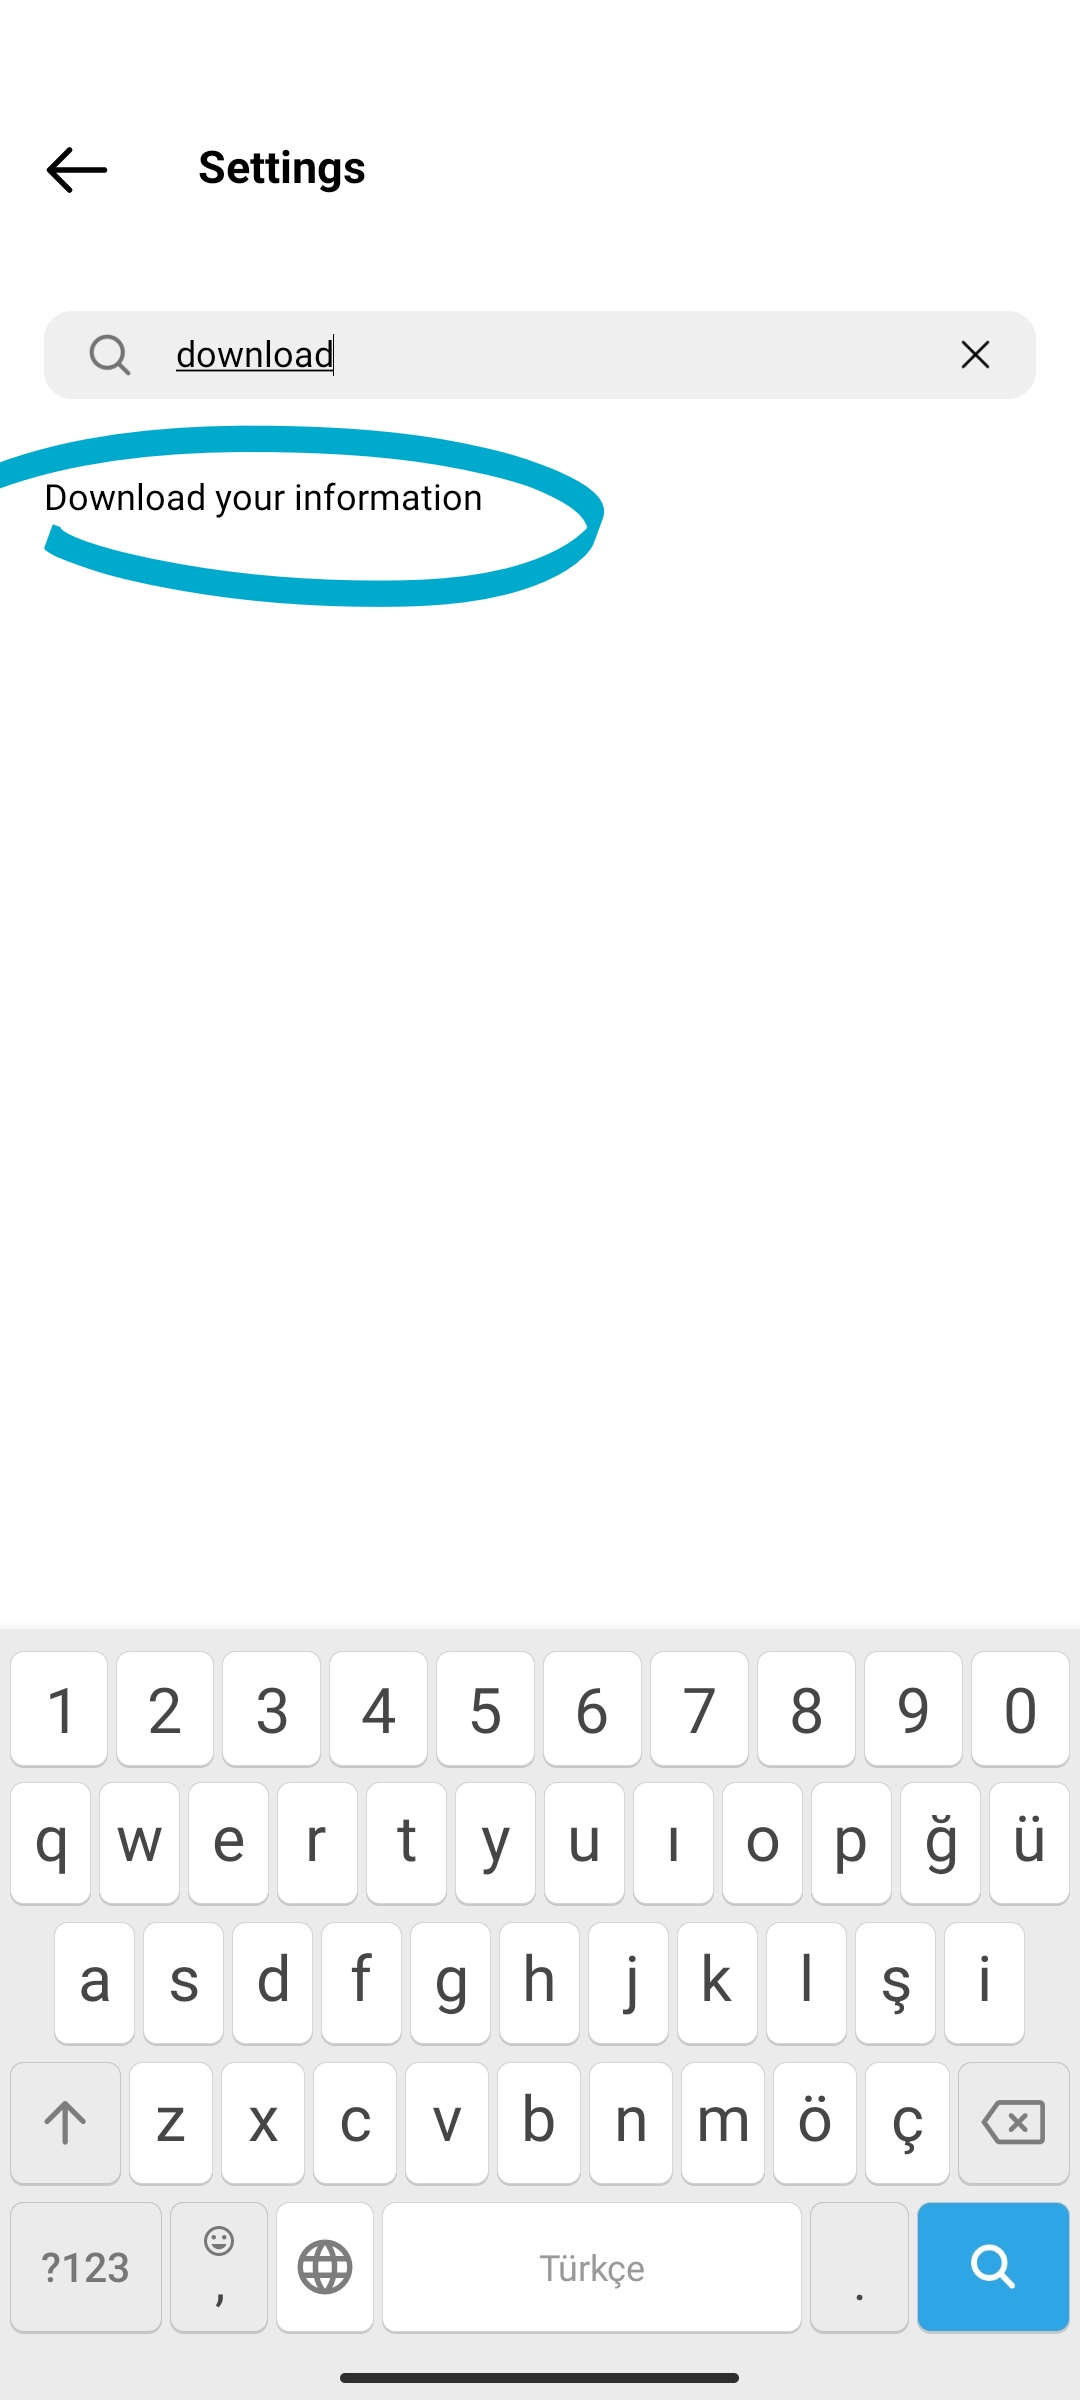 Settings
download
Download your information
1 2 3 4 5 6 7 8 9 0
q w e r t y u ı o p ğ ü
a s d f g h j k l ş i
z x c v b n m ö ç
?123 , Türkçe .